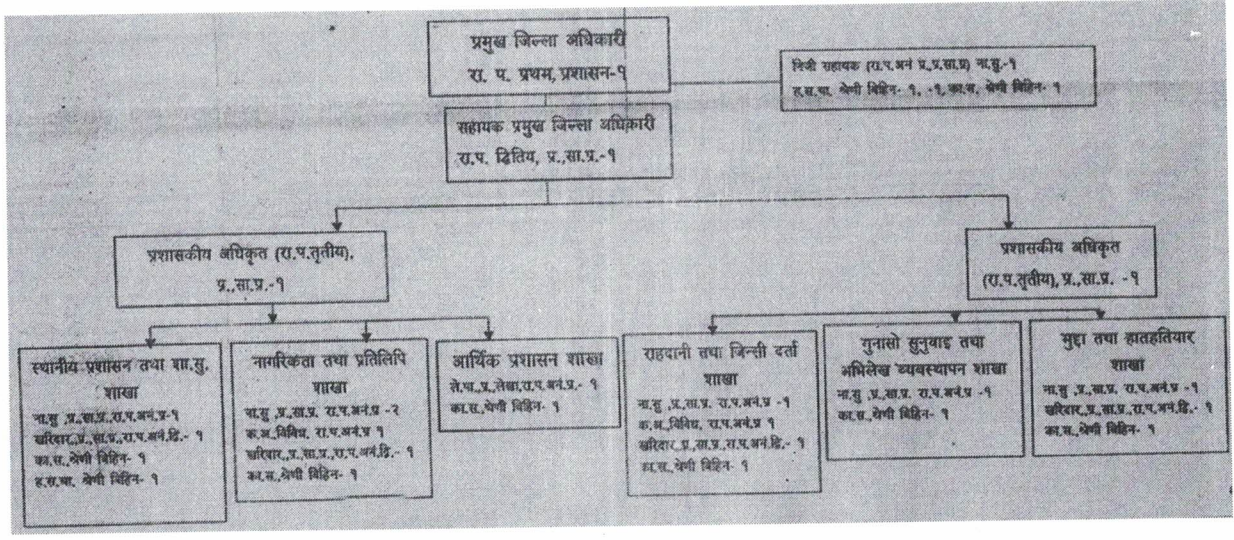 प्रमुख जिल्ला अधिकारी
रा. प. प्रथम, प्रशासन-१
निजी सहायक (रा.प.अनं प्र.,प्र.सा.प्र) ना.सु.-१
ह.स.चा. श्रेणी विहिन- १, -१, का.स. श्रेणी विहिन- १
सहायक प्रमुख जिल्ला अधिकारी
रा.प. द्वितिय, प्र.,सा.प्र.-१
प्रशासकीय अधिकृत (रा.प.तृतीय),
प्र.,सा.प्र.-१
प्रशासकीय अधिकृत
(रा.प.तृतीय), प्र.,सा.प्र. -१
स्थानीय प्रशासन तथा शा.सु.
शाखा
ना.सु ,प्र.,सा.प्र.,रा.प.अनं.प्र-१
खरिदार,,प्र.,सा.प्र.,रा.प.अनं.द्वि.- १
का.स.,श्रेणी विहिन- १
ह.स.चा. श्रेणी विहिन- १
नागरिकता तथा प्रतिलिपि
शाखा
ना.सु ,प्र.,सा.प्र. रा.प.अनं.प्र -२
क.अ.,विविध, रा.प.अनं.प्र १
खरिदार,,प्र.,सा.प्र.,रा.प.अनं.द्वि.- १
का.स.,श्रेणी विहिन- १
आर्थिक प्रशासन शाखा
ले.पा.,प्र.,लेखा,रा.प.अनं.प्र.- १
का.स.,श्रेणी विहिन- १
राहदानी तथा जिन्सी दर्ता
शाखा
ना.सु ,प्र.,सा.प्र. रा.प.अनं.प्र -१
क.अ.,विविध, रा.प.अनं.प्र १
खरिदार,प्र.,सा.प्र.,रा.प.अनं.द्वि.- १
का.स.,श्रेणी विहिन- १
गुनासो सुनुवाइ तथा
अभिलेख व्यवस्थापन शाखा
ना.सु ,प्र.,सा.प्र. रा.प.अनं.प्र -१
का.स.,श्रेणी विहिन- १
मुद्दा तथा हातहतियार
शाखा
ना.सु ,प्र.,सा.प्र. रा.प.अनं.प्र -१
खरिदार,,प्र.,सा.प्र.,रा.प.अनं.द्वि.- १
का.स.,श्रेणी विहिन- १